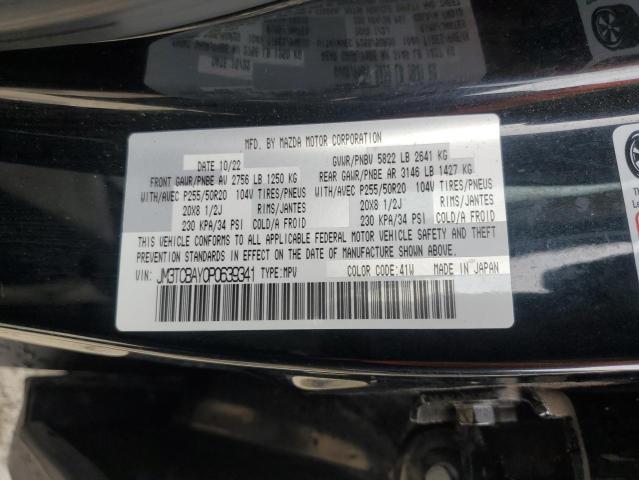 MFD. BY MAZDA MOTOR CORPORATION
DATE 10/22 GVWR/PNBV 5822 LB 2641 KG
FRONT GAWR/PNBE AV 2756 LB 1250 KG REAR GAWR/PNBE AR 3146 LB 1427 KG
WITH/AVEC P255/50R20 104V TIRES/PNEUS WITH/AVEC P255/50R20 104V TIRES/PNEUS
20X8 1/2J RIMS/JANTES 20X8 1/2J RIMS/JANTES
230 KPA/34 PSI COLD/A FROID 230 KPA/34 PSI COLD/A FROID
THIS VEHICLE CONFORMS TO ALL APPLICABLE FEDERAL MOTOR VEHICLE SAFETY, BUMPER, AND THEFT
PREVENTION STANDARDS IN EFFECT ON THE DATE OF MANUFACTURE SHOWN ABOVE.
VIN: JM3TCBAY0P0639341 TYPE:MPV COLOR CODE:41W MADE IN JAPAN